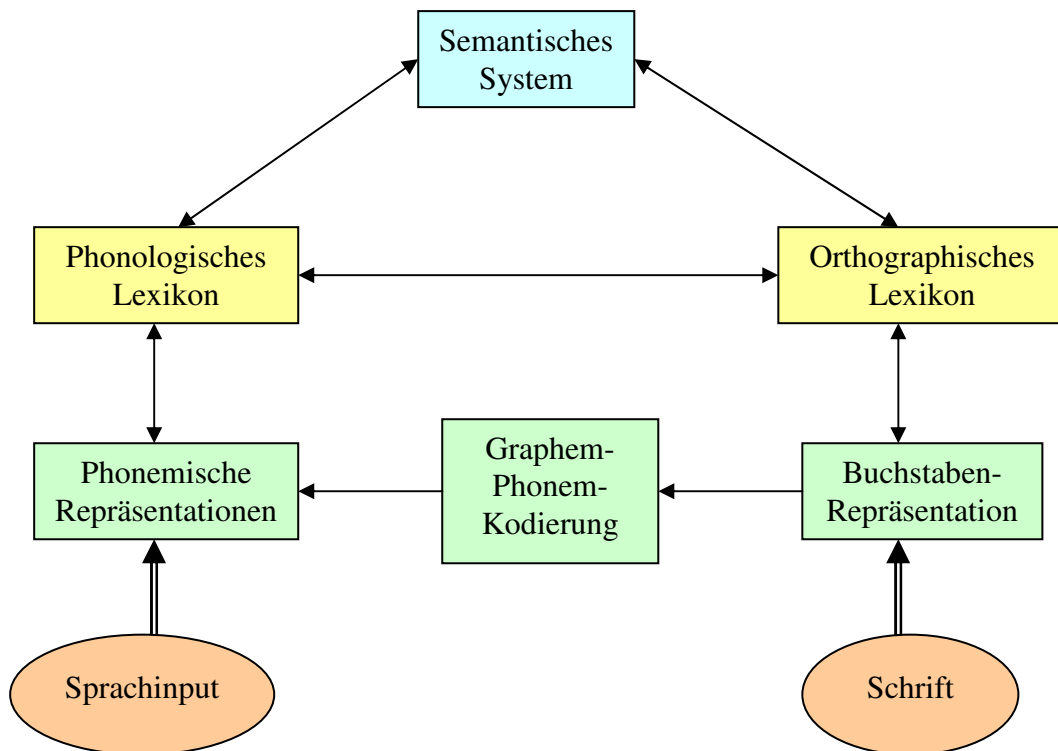 Semantisches
System
Phonologisches
Lexikon
Orthographisches
Lexikon
Phonemische
Repräsentationen
Graphem-
Phonem-
Kodierung
Buchstaben-
Repräsentation
Sprachinput
Schrift